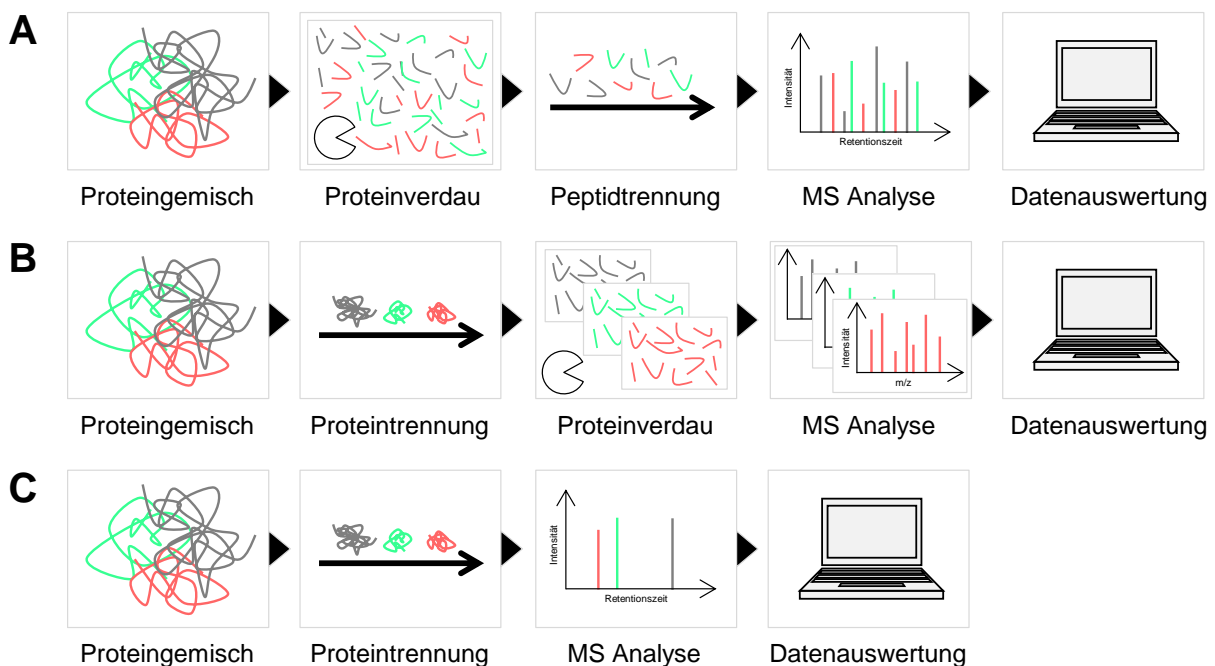 A
Intensität
Retentionszeit
Proteingemisch Proteinverdau Peptidtrennung MS Analyse Datenauswertung
B
Intensität
m/z
Proteingemisch Proteintrennung Proteinverdau MS Analyse Datenauswertung
C
Intensität
Retentionszeit
Proteingemisch Proteintrennung MS Analyse Datenauswertung